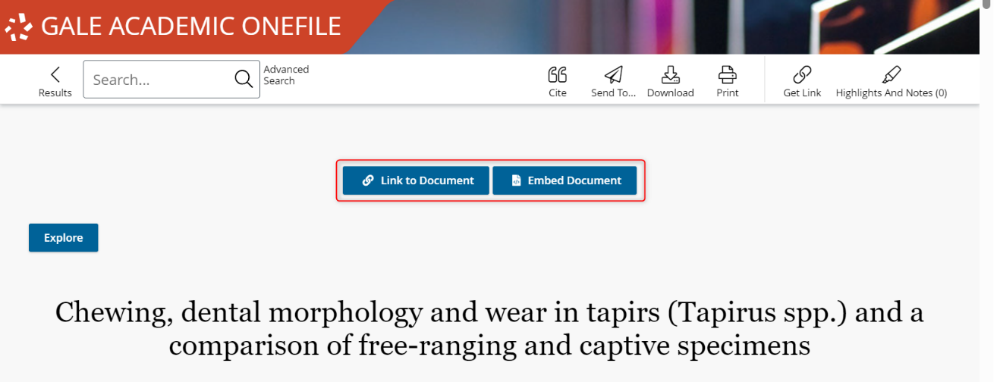 GALE ACADEMIC ONEFILE
Results
Search...
Advanced
Search
Cite
Send To...
Download
Print
Get Link
Highlights And Notes (0)
Link to Document
Embed Document
Explore
Chewing, dental morphology and wear in tapirs (Tapirus spp.) and a
comparison of free-ranging and captive specimens